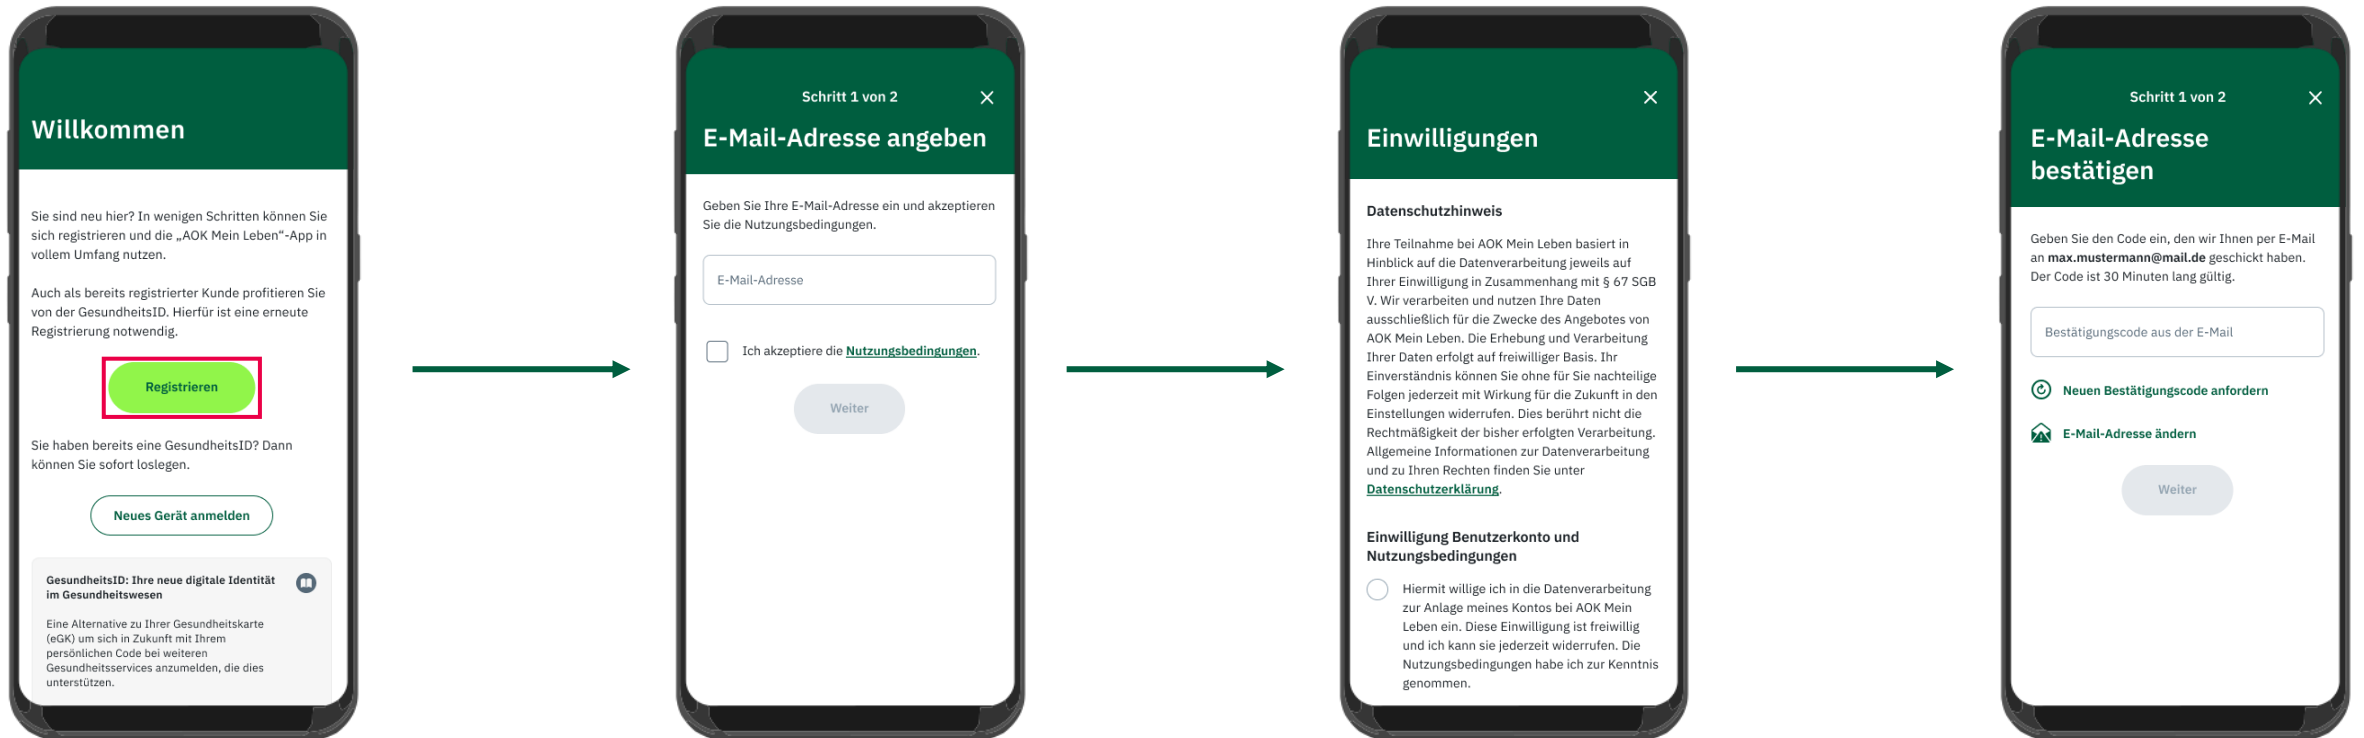 Willkommen
Sie sind neu hier? In wenigen Schritten können Sie
sich registrieren und die „AOK Mein Leben“-App in
vollem Umfang nutzen.
Auch als bereits registrierter Kunde profitieren Sie
von der GesundheitsID. Hierfür ist eine erneute
Registrierung notwendig.
Registrieren
Sie haben bereits eine GesundheitsID? Dann
können Sie sofort loslegen.
Neues Gerät anmelden
GesundheitsID: Ihre neue digitale Identität
im Gesundheitswesen
Eine Alternative zu Ihrer Gesundheitskarte
(eGK) um sich in Zukunft mit Ihrem
persönlichen Code bei weiteren
Gesundheitsservices anzumelden, die dies
unterstützen.
Schritt 1 von 2
E-Mail-Adresse angeben
Geben Sie Ihre E-Mail-Adresse ein und akzeptieren
Sie die Nutzungsbedingungen.
E-Mail-Adresse
Ich akzeptiere die Nutzungsbedingungen.
Weiter
Einwilligungen
Datenschutzhinweis
Ihre Teilnahme bei AOK Mein Leben basiert in
Hinblick auf die Datenverarbeitung jeweils auf
Ihrer Einwilligung in Zusammenhang mit § 67 SGB
V. Wir verarbeiten und nutzen Ihre Daten
ausschließlich für die Zwecke des Angebotes von
AOK Mein Leben. Die Erhebung und Verarbeitung
Ihrer Daten erfolgt auf freiwilliger Basis. Ihr
Einverständnis können Sie ohne für Sie nachteilige
Folgen jederzeit mit Wirkung für die Zukunft in den
Einstellungen widerrufen. Dies berührt nicht die
Rechtmäßigkeit der bisher erfolgten Verarbeitung.
Allgemeine Informationen zur Datenverarbeitung
und zu Ihren Rechten finden Sie unter
Datenschutzerklärung.
Einwilligung Benutzerkonto und
Nutzungsbedingungen
Hiermit willige ich in die Datenverarbeitung
zur Anlage meines Kontos bei AOK Mein
Leben ein. Diese Einwilligung ist freiwillig
und ich kann sie jederzeit widerrufen. Die
Nutzungsbedingungen habe ich zur Kenntnis
genommen.
Schritt 1 von 2
E-Mail-Adresse
bestätigen
Geben Sie den Code ein, den wir Ihnen per E-Mail
an max.mustermann@mail.de geschickt haben.
Der Code ist 30 Minuten lang gültig.
Bestätigungscode aus der E-Mail
Neuen Bestätigungscode anfordern
E-Mail-Adresse ändern
Weiter